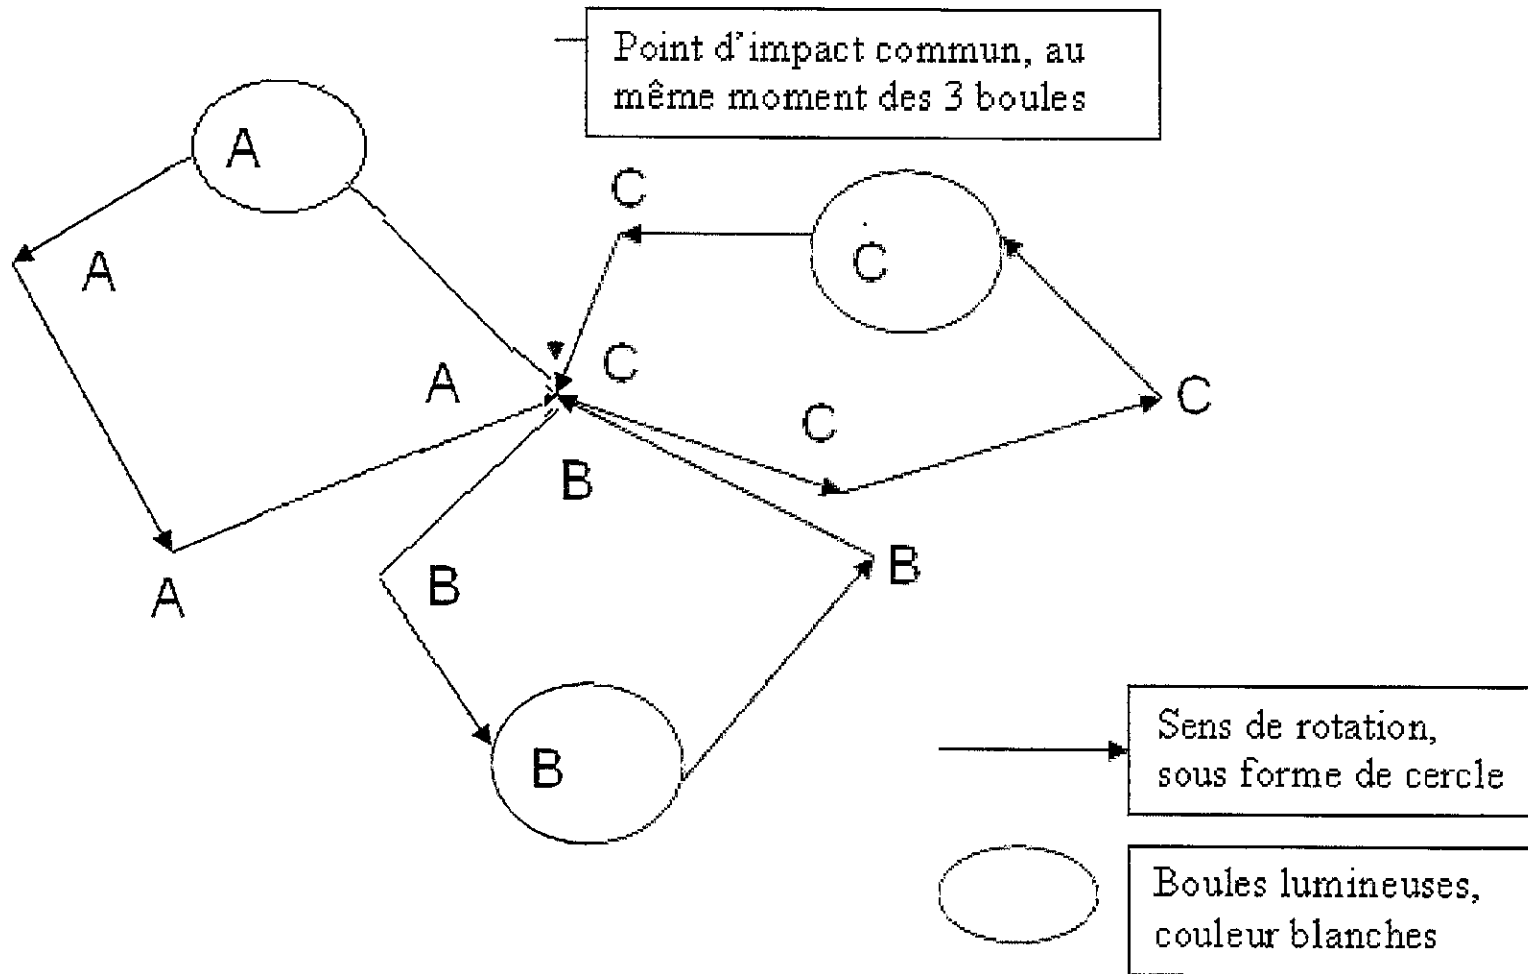 Point d'impact commun, au
même moment des 3 boules
A
C
C
A
C
A
C
C
B
B
B
A
B
Sens de rotation,
sous forme de cercle
Boules lumineuses,
couleur blanches